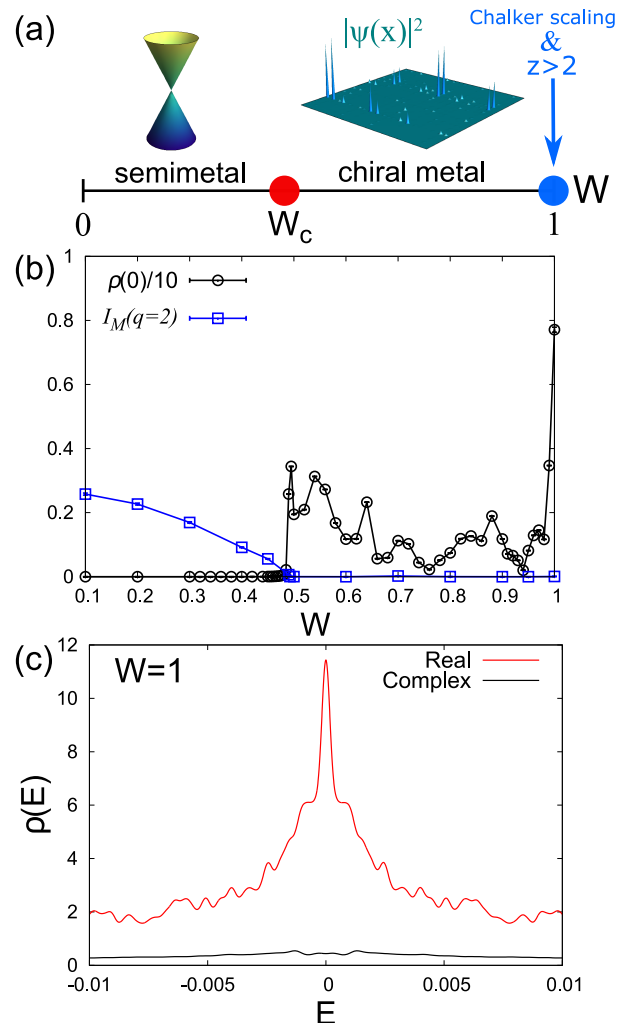 (a)
|ψ(x)|²
Chalker scaling
&
z>2
semimetal
chiral metal
W
0
W_c
1
(b)
1
0.8
0.6
0.4
0.2
0
ρ(0)/10
I_M(q=2)
0.1 0.2 0.3 0.4 0.5 0.6 0.7 0.8 0.9 1
W
(c)
W=1
Real
Complex
12
10
8
6
4
2
0
ρ(E)
-0.01 -0.005 0 0.005 0.01
E